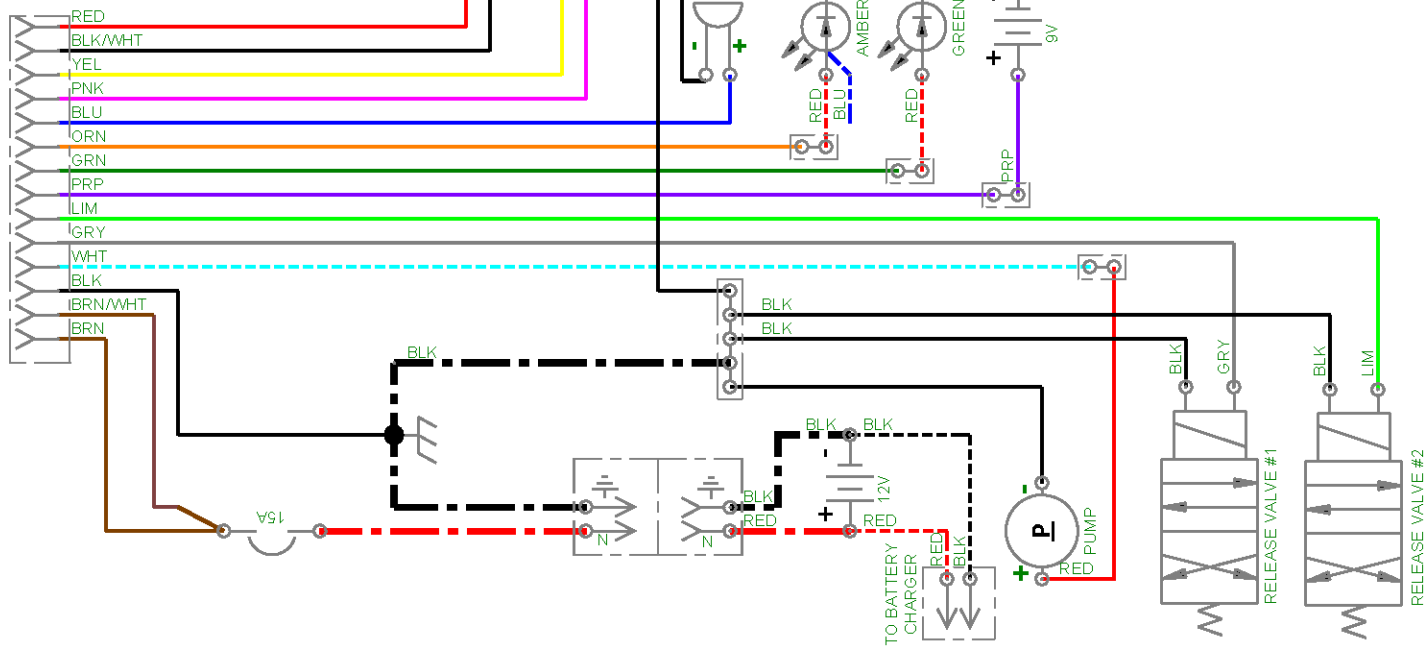 RED
BLK/WHT
YEL
PNK
BLU
ORN
GRN
PRP
LIM
GRY
WHT
BLK
BRN/WHT
BRN
-
+
AMBER
GREEN
9V
+
RED
BLU
RED
PRP
BLK
BLK
BLK
BLK
GRY
BLK
LIM
15A
N
N
BLK
RED
BLK
BLK
-
+
12V
RED
RED
BLK
TO BATTERY
CHARGER
-
P
+
PUMP
RED
RELEASE VALVE #1
RELEASE VALVE #2